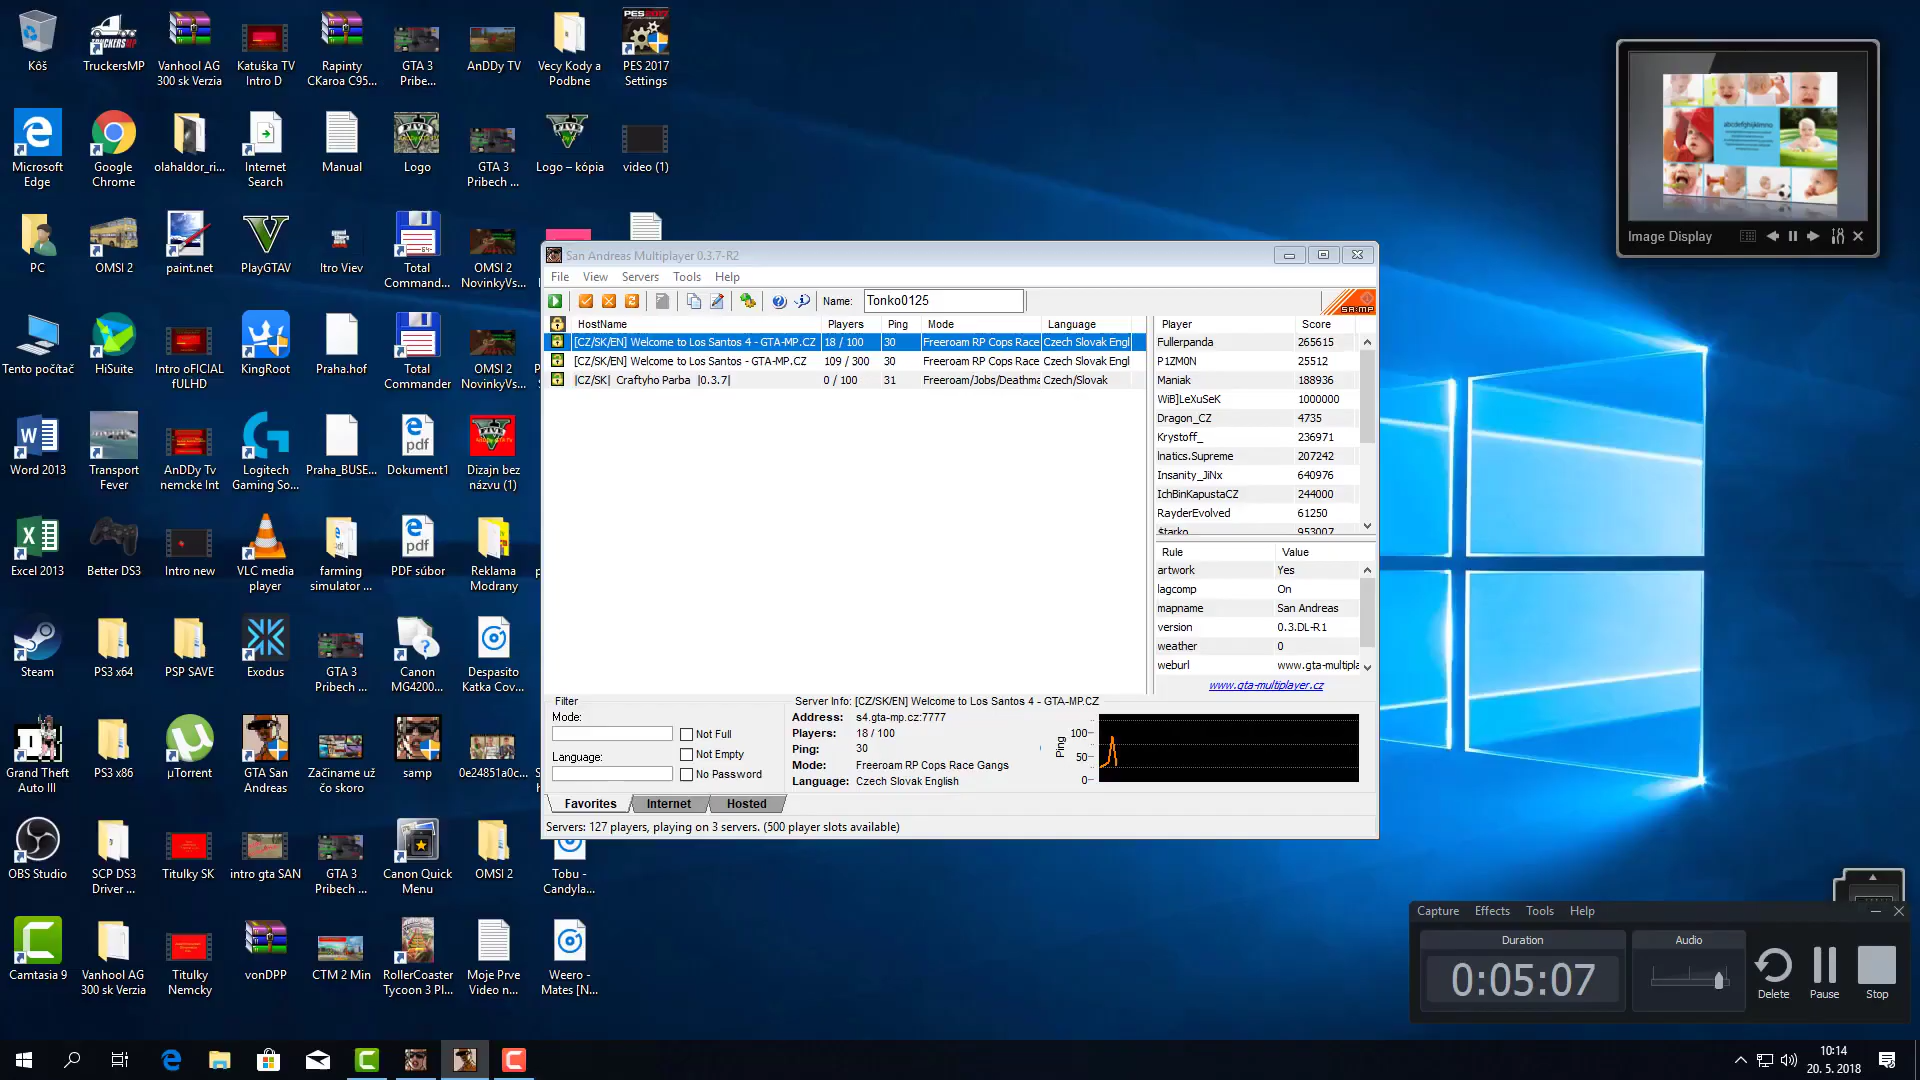 Kôš
TruckersMP
Vanhool AG
300 sk Verzia
Katuška TV
Intro D
Rapinty
CKaroa C95...
GTA 3
Pribe...
AnDDy TV
Vecy Kody a
Podbne
PES 2017
Settings
Microsoft
Edge
Google
Chrome
olahaldor_ri...
Internet
Search
Manual
Logo
GTA 3
Pribech ...
Logo – kópia
video (1)
PC
OMSI 2
paint.net
PlayGTAV
Itro Viev
Total
Command...
OMSI 2
NovinkyVs...
Tento počítač
HiSuite
Intro oFICIAL
fULHD
KingRoot
Praha.hof
Total
Commander
OMSI 2
NovinkyVs...
Word 2013
Transport
Fever
AnDDy Tv
nemcke Int
Logitech
Gaming So...
Praha_BUSE...
Dokument1
Dizajn bez
názvu (1)
Excel 2013
Better DS3
Intro new
VLC media
player
farming
simulator ...
PDF súbor
Reklama
Modrany
Steam
PS3 x64
PSP SAVE
Exodus
GTA 3
Pribech ...
Canon
MG4200...
Despasito
Katka Cov...
Grand Theft
Auto III
PS3 x86
µTorrent
GTA San
Andreas
Začiname už
čo skoro
samp
0e24851a0c...
OBS Studio
SCP DS3
Driver ...
Titulky SK
intro gta SAN
GTA 3
Pribech ...
Canon Quick
Menu
OMSI 2
Tobu -
Candyla...
Camtasia 9
Vanhool AG
300 sk Verzia
Titulky
Nemcky
vonDPP
CTM 2 Min
RollerCoaster
Tycoon 3 Pl...
Moje Prve
Video n...
Weero -
Mates [N...
San Andreas Multiplayer 0.3.7-R2
File View Servers Tools Help
Name: Tonko0125
SA:MP
HostName Players Ping Mode Language
[CZ/SK/EN] Welcome to Los Santos 4 - GTA-MP.CZ 18 / 100 30 Freeroam RP Cops Race Czech Slovak Engl
[CZ/SK/EN] Welcome to Los Santos - GTA-MP.CZ 109 / 300 30 Freeroam RP Cops Race Czech Slovak Engl
|CZ/SK| Craftyho Parba |0.3.7| 0 / 100 31 Freeroam/Jobs/Deathma Czech/Slovak
Player Score
Fullerpanda 265615
P1ZM0N 25512
Maniak 188936
WiB]LeXuSeK 1000000
Dragon_CZ 4735
Krystoff_ 236971
lnatics.Supreme 207242
Insanity_JiNx 640976
IchBinKapustaCZ 244000
RayderEvolved 61250
$tarko 953007
Rule Value
artwork Yes
lagcomp On
mapname San Andreas
version 0.3.DL-R1
weather 0
weburl www.gta-multipla
www.gta-multiplayer.cz
Filter
Mode:
Language:
Not Full
Not Empty
No Password
Server Info: [CZ/SK/EN] Welcome to Los Santos 4 - GTA-MP.CZ
Address: s4.gta-mp.cz:7777
Players: 18 / 100
Ping: 30
Mode: Freeroam RP Cops Race Gangs
Language: Czech Slovak English
Ping
100
50
0
Favorites Internet Hosted
Servers: 127 players, playing on 3 servers. (500 player slots available)
abcdefghijklmno
Image Display
Capture Effects Tools Help
Duration
0:05:07
Audio
Delete
Pause
Stop
10:14
20. 5. 2018